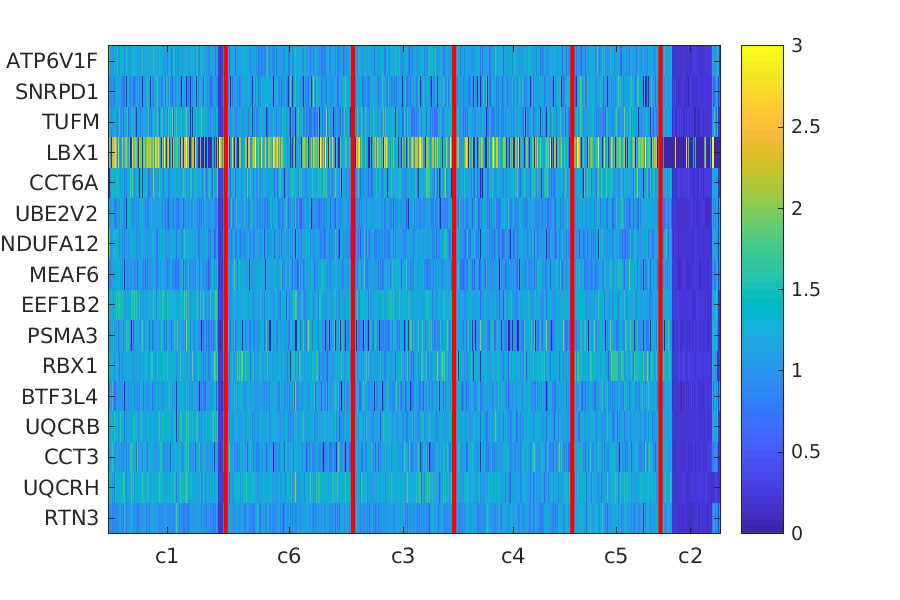 ATP6V1F
SNRPD1
TUFM
LBX1
CCT6A
UBE2V2
NDUFA12
MEAF6
EEF1B2
PSMA3
RBX1
BTF3L4
UQCRB
CCT3
UQCRH
RTN3
c1 c6 c3 c4 c5 c2
3
2.5
2
1.5
1
0.5
0